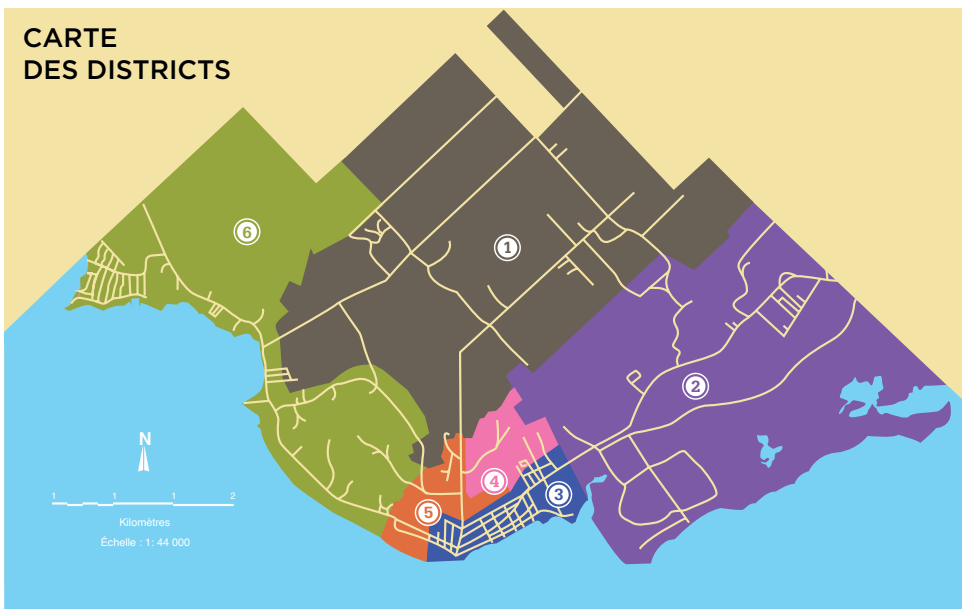 CARTE
DES DISTRICTS
6
1
2
4
3
5
N
1 1 1 2
Kilomètres
Échelle : 1: 44 000